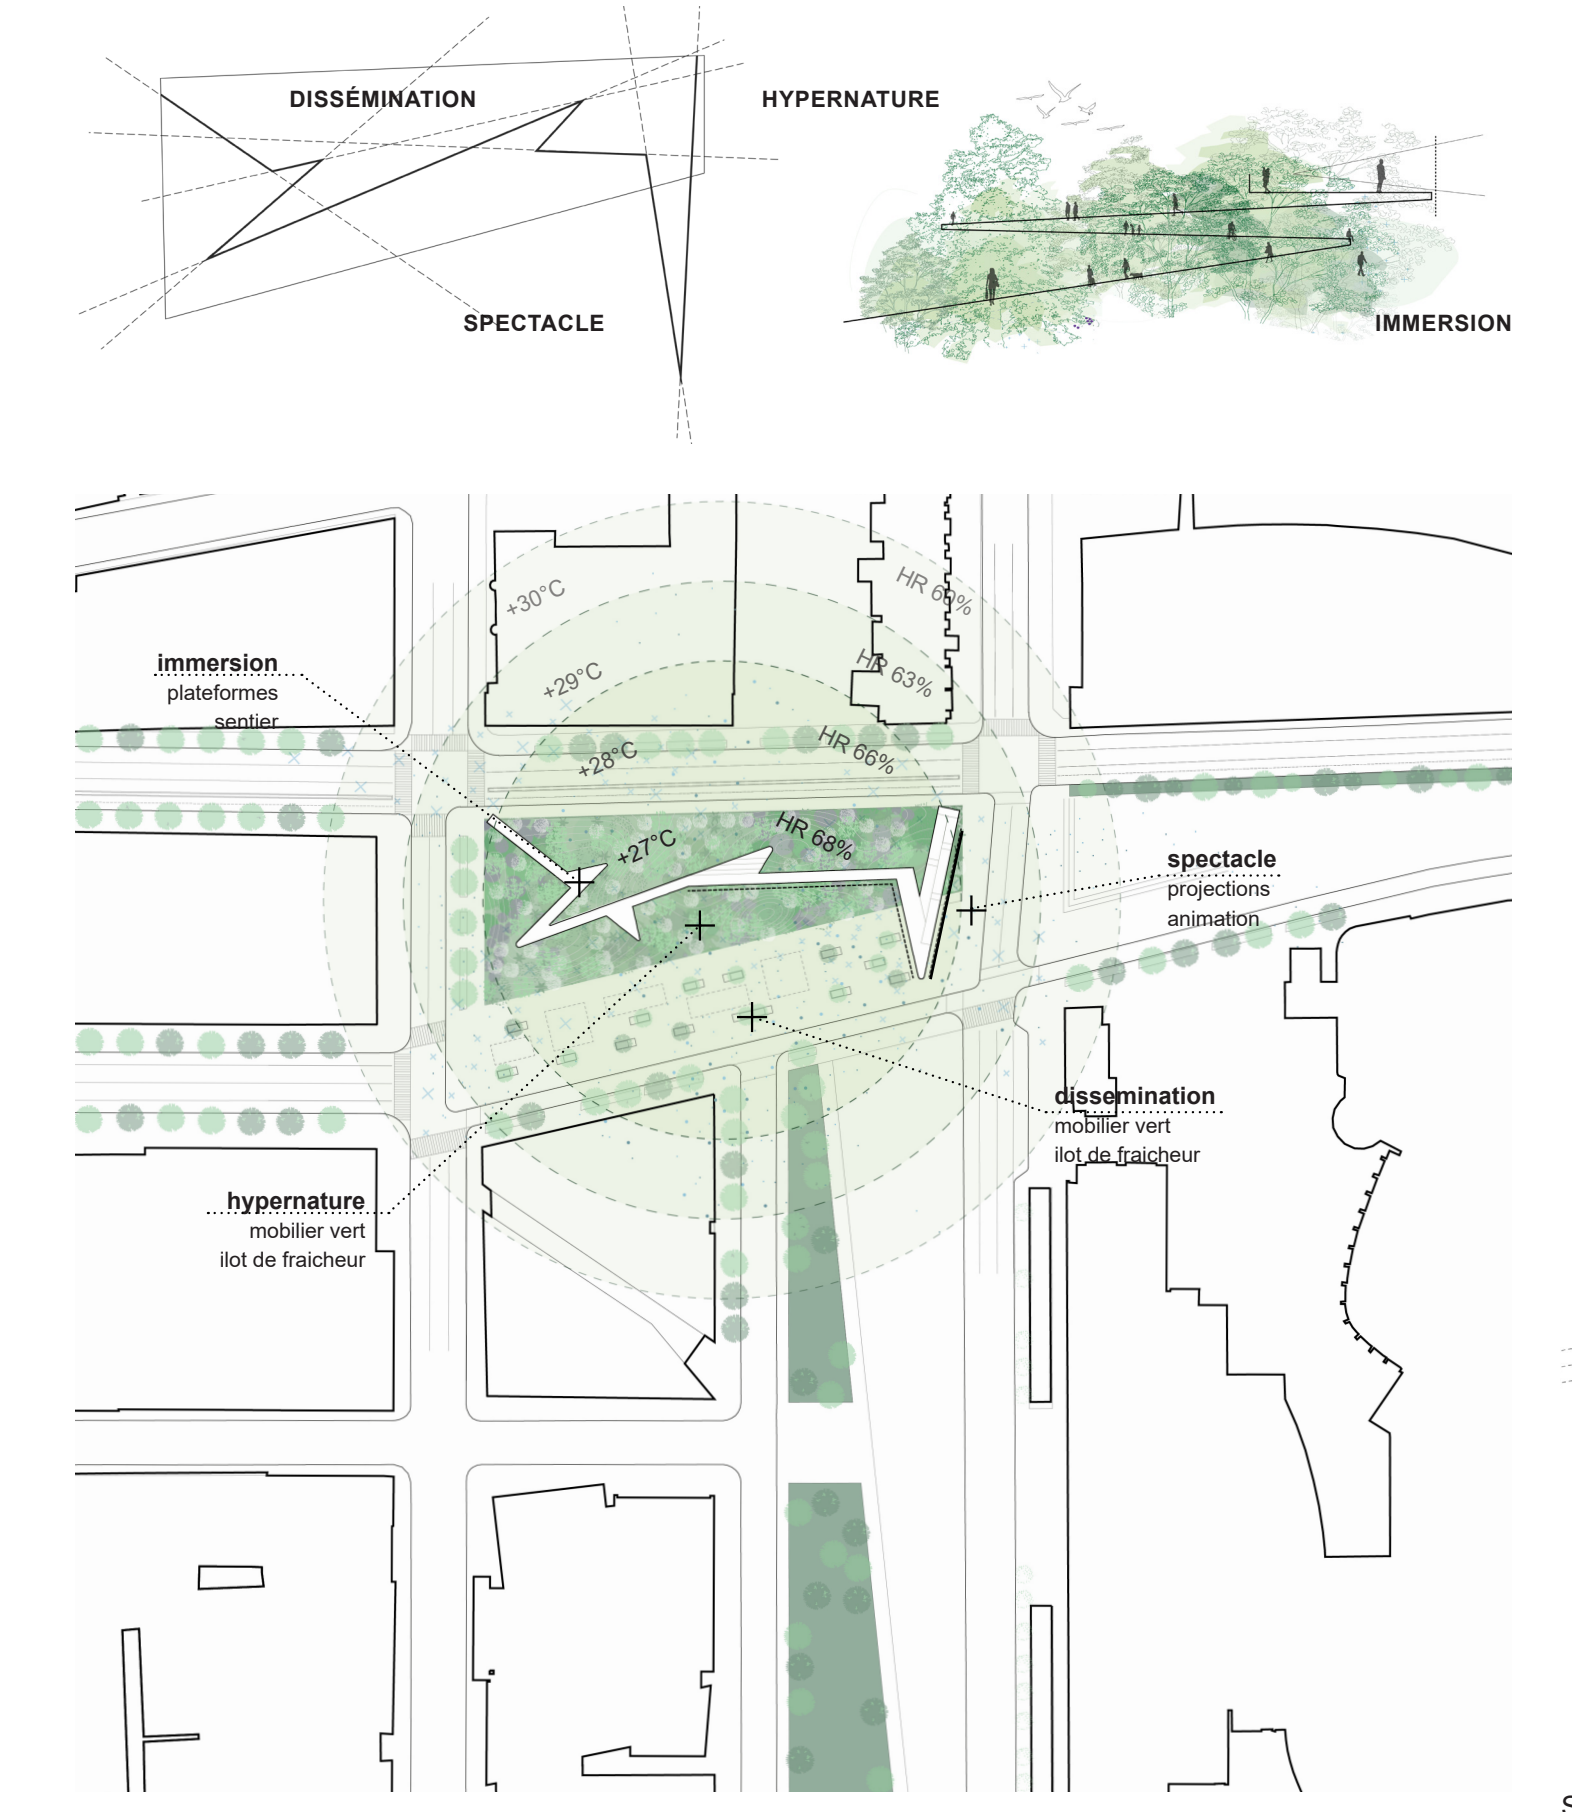 DISSÉMINATION
HYPERNATURE
SPECTACLE
IMMERSION
+30°C
HR 60%
+29°C
HR 63%
immersion
plateformes
sentier
+28°C
HR 66%
+27°C
HR 68%
spectacle
projections
animation
dissemination
mobilier vert
ilot de fraicheur
hypernature
mobilier vert
ilot de fraicheur